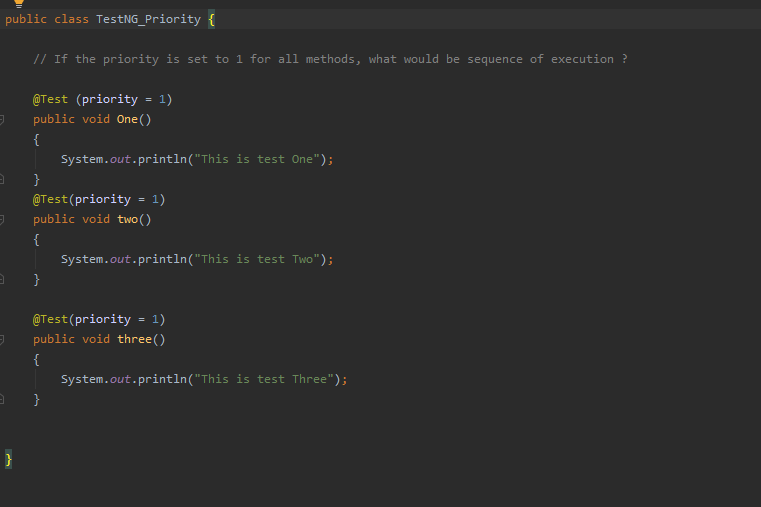 public class TestNG_Priority {
// If the priority is set to 1 for all methods, what would be sequence of execution ?
@Test (priority = 1)
public void One()
{
System.out.println("This is test One");
}
@Test(priority = 1)
public void two()
{
System.out.println("This is test Two");
}
@Test(priority = 1)
public void three()
{
System.out.println("This is test Three");
}
}